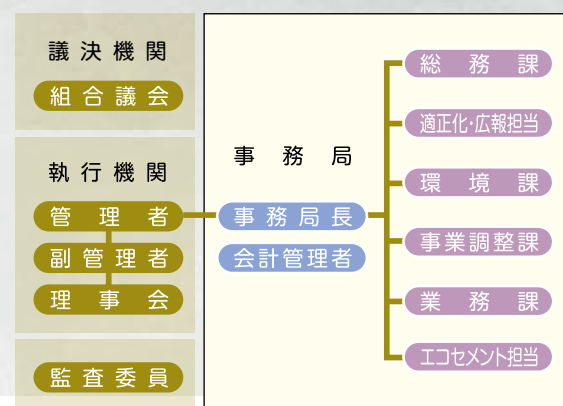 議決機関
組合議会
執行機関
管理者
副管理者
理事会
監査委員
事務局
事務局長
会計管理者
総務課
適正化・広報担当
環境課
事業調整課
業務課
エコセメント担当